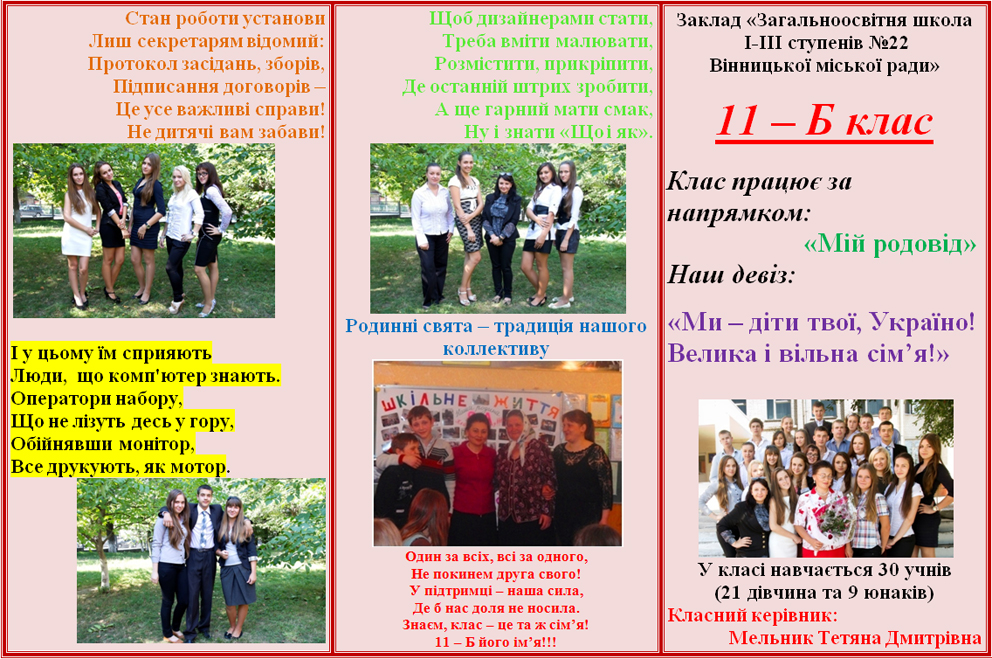 Стан роботи установи
Лиш секретарям відомий:
Протокол засідань, зборів,
Підписання договорів –
Це усе важливі справи!
Не дитячі вам забави!
І у цьому їм сприяють
Люди, що комп'ютер знають.
Оператори набору,
Що не лізуть десь у гору,
Обійнявши монітор,
Все друкують, як мотор.
Щоб дизайнерами стати,
Треба вміти малювати,
Розмістити, прикріпити,
Де останній штрих зробити,
А ще гарний мати смак,
Ну і знати «Що і як».
Родинні свята – традиція нашого
коллективу
ШКІЛЬНЕ ЖИТТЯ
Один за всіх, всі за одного,
Не покинем друга свого!
У підтримці – наша сила,
Де б нас доля не носила.
Знаєм, клас – це та ж сім’я!
11 – Б його ім’я!!!
Заклад «Загальноосвітня школа
І-ІІІ ступенів №22
Вінницької міської ради»
11 – Б клас
Клас працює за
напрямком:
«Мій родовід»
Наш девіз:
«Ми – діти твої, Україно!
Велика і вільна сім’я!»
У класі навчається 30 учнів
(21 дівчина та 9 юнаків)
Класний керівник:
Мельник Тетяна Дмитрівна